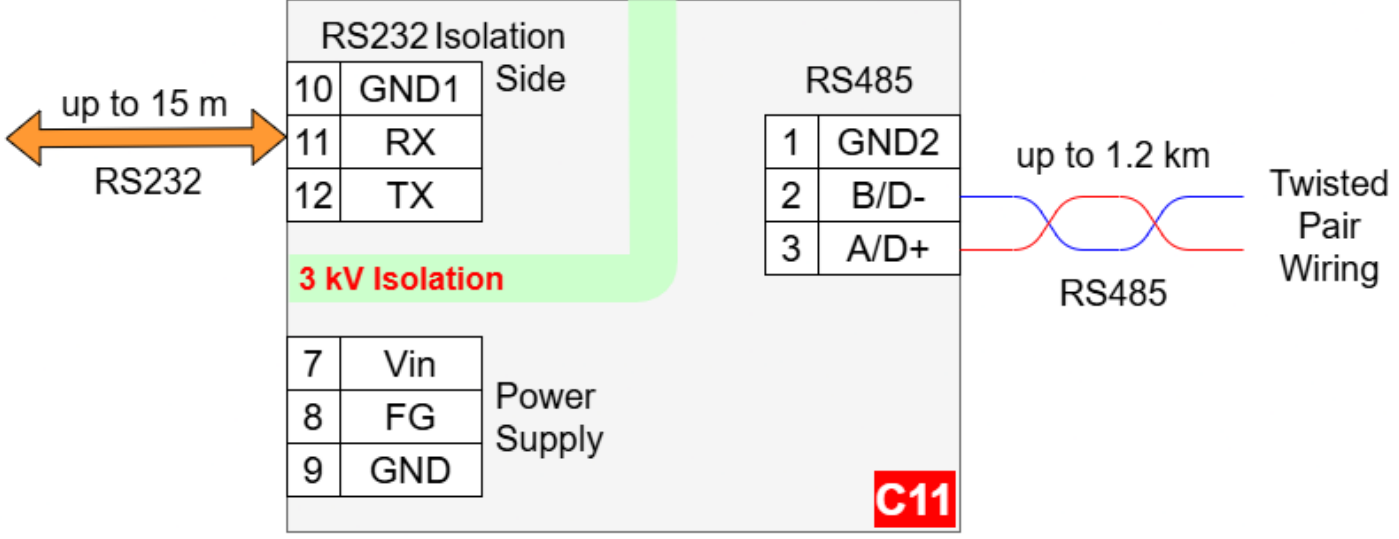 RS232 Isolation
Side
10 GND1
11 RX
12 TX
up to 15 m
RS232
3 kV Isolation
7 Vin
8 FG
9 GND
Power
Supply
RS485
1 GND2
2 B/D-
3 A/D+
up to 1.2 km
RS485
Twisted
Pair
Wiring
C11